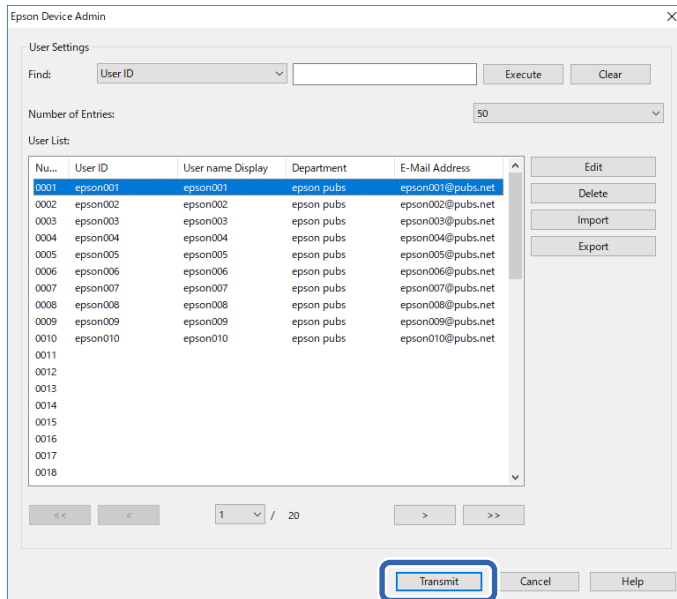 Epson Device Admin
User Settings
Find: User ID Execute Clear
Number of Entries: 50
User List:
Nu... User ID User name Display Department E-Mail Address Edit
0001 epson001 epson001 epson pubs epson001@pubs.net
0002 epson002 epson002 epson pubs epson002@pubs.net Delete
0003 epson003 epson003 epson pubs epson003@pubs.net Import
0004 epson004 epson004 epson pubs epson004@pubs.net
0005 epson005 epson005 epson pubs epson005@pubs.net Export
0006 epson006 epson006 epson pubs epson006@pubs.net
0007 epson007 epson007 epson pubs epson007@pubs.net
0008 epson008 epson008 epson pubs epson008@pubs.net
0009 epson009 epson009 epson pubs epson009@pubs.net
0010 epson010 epson010 epson pubs epson010@pubs.net
0011
0012
0013
0014
0015
0016
0017
0018
<< < 1 / 20 > >>
Transmit Cancel Help